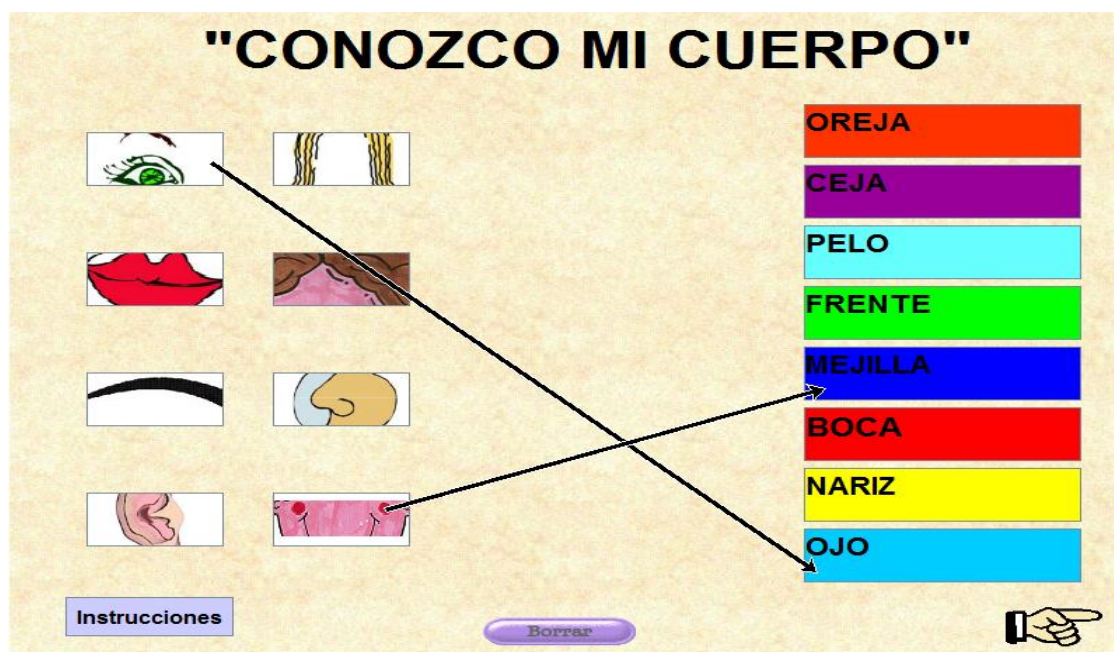 "CONOZCO MI CUERPO"
OREJA
CEJA
PELO
FRENTE
MEJILLA
BOCA
NARIZ
OJO
Instrucciones
Borrar